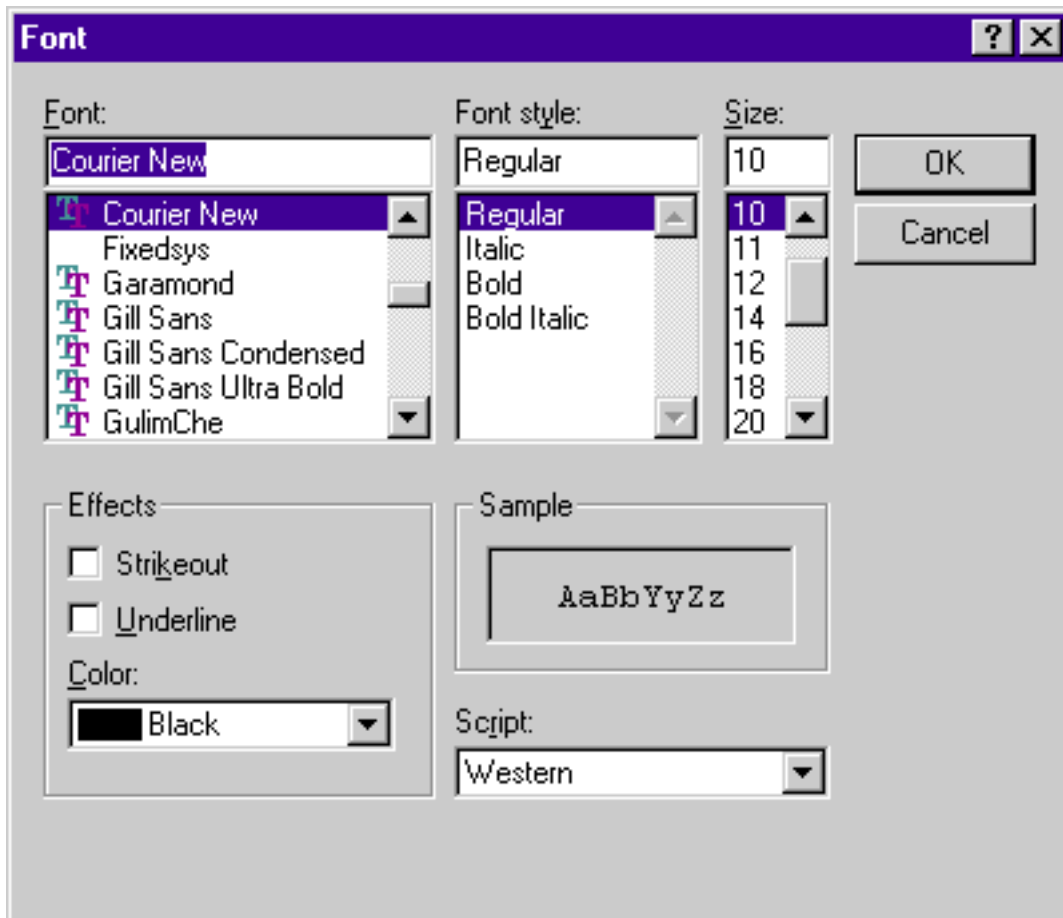 Font
Font:
Courier New
Courier New
Fixedsys
Garamond
Gill Sans
Gill Sans Condensed
Gill Sans Ultra Bold
GulimChe
Font style:
Regular
Regular
Italic
Bold
Bold Italic
Size:
10
10
11
12
14
16
18
20
OK
Cancel
Effects
Strikeout
Underline
Color:
Black
Sample
AaBbYyZz
Script:
Western